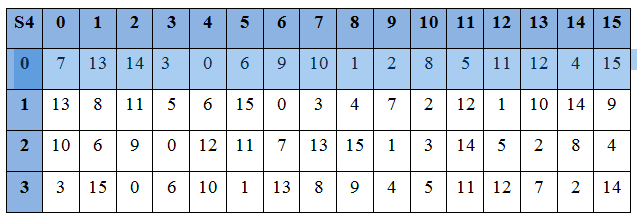 S4 0 1 2 3 4 5 6 7 8 9 10 11 12 13 14 15
0 7 13 14 3 0 6 9 10 1 2 8 5 11 12 4 15
1 13 8 11 5 6 15 0 3 4 7 2 12 1 10 14 9
2 10 6 9 0 12 11 7 13 15 1 3 14 5 2 8 4
3 3 15 0 6 10 1 13 8 9 4 5 11 12 7 2 14